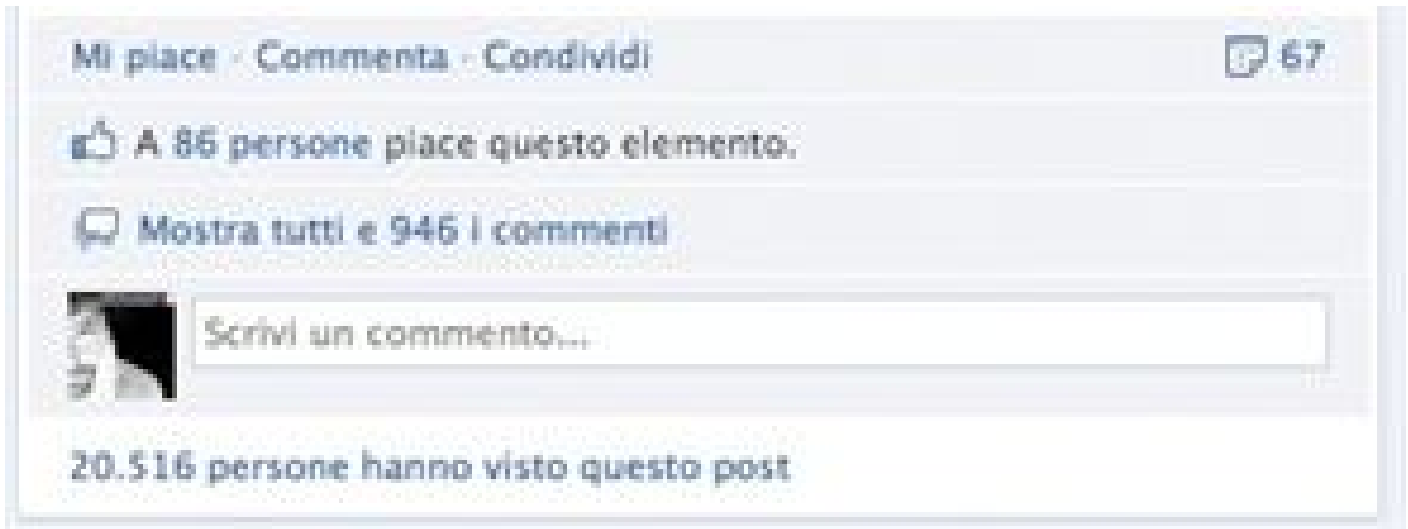 Mi piace · Commenta · Condividi 67
A 86 persone piace questo elemento.
Mostra tutti e 946 i commenti
Scrivi un commento...
20.516 persone hanno visto questo post